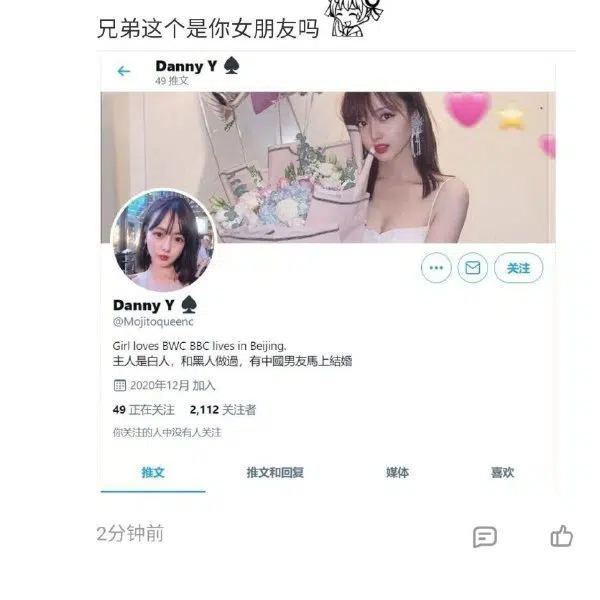 兄弟这个是你女朋友吗
Danny Y ♠
49 推文
关注
Danny Y ♠
@Mojitoqueenc
Girl loves BWC BBC lives in Beijing.
主人是白人，和黑人做過，有中國男友馬上結婚
2020年12月 加入
49 正在关注 2,112 关注者
你关注的人中没有人关注
推文 推文和回复 媒体 喜欢
2分钟前